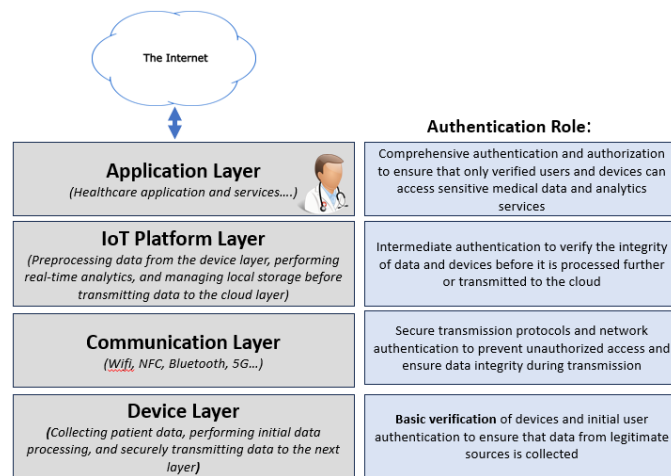 The Internet
Authentication Role:
Application Layer
(Healthcare application and services....)
Comprehensive authentication and authorization
to ensure that only verified users and devices can
access sensitive medical data and analytics
services
IoT Platform Layer
(Preprocessing data from the device layer, performing
real-time analytics, and managing local storage before
transmitting data to the cloud layer)
Intermediate authentication to verify the integrity
of data and devices before it is processed further
or transmitted to the cloud
Communication Layer
(Wifi, NFC, Bluetooth, 5G...)
Secure transmission protocols and network
authentication to prevent unauthorized access and
ensure data integrity during transmission
Device Layer
(Collecting patient data, performing initial data
processing, and securely transmitting data to the next
layer)
Basic verification of devices and initial user
authentication to ensure that data from legitimate
sources is collected